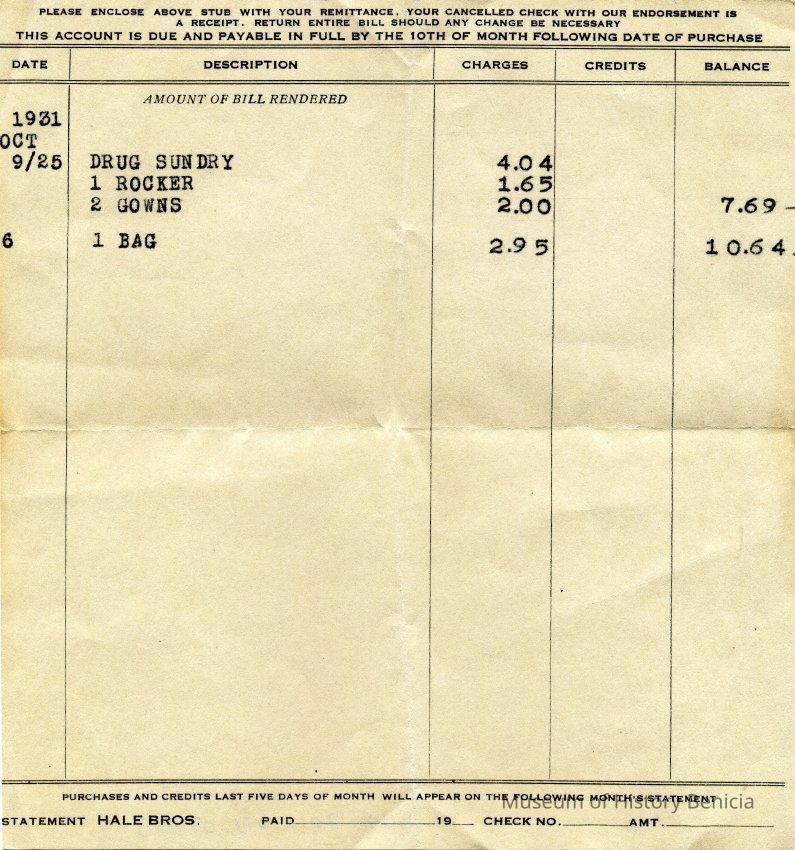 PLEASE ENCLOSE ABOVE STUB WITH YOUR REMITTANCE, YOUR CANCELLED CHECK WITH OUR ENDORSEMENT IS
A RECEIPT. RETURN ENTIRE BILL SHOULD ANY CHANGE BE NECESSARY
THIS ACCOUNT IS DUE AND PAYABLE IN FULL BY THE 10TH OF MONTH FOLLOWING DATE OF PURCHASE
DATE DESCRIPTION CHARGES CREDITS BALANCE
AMOUNT OF BILL RENDERED
1931
OCT
9/25 DRUG SUNDRY 4.04
1 ROCKER 1.65
2 GOWNS 2.00 7.69 -
6 1 BAG 2.95 10.64.
PURCHASES AND CREDITS LAST FIVE DAYS OF MONTH WILL APPEAR ON THE FOLLOWING MONTH'S STATEMENT
Museum of History Benicia
STATEMENT HALE BROS. PAID 19 CHECK NO. AMT.